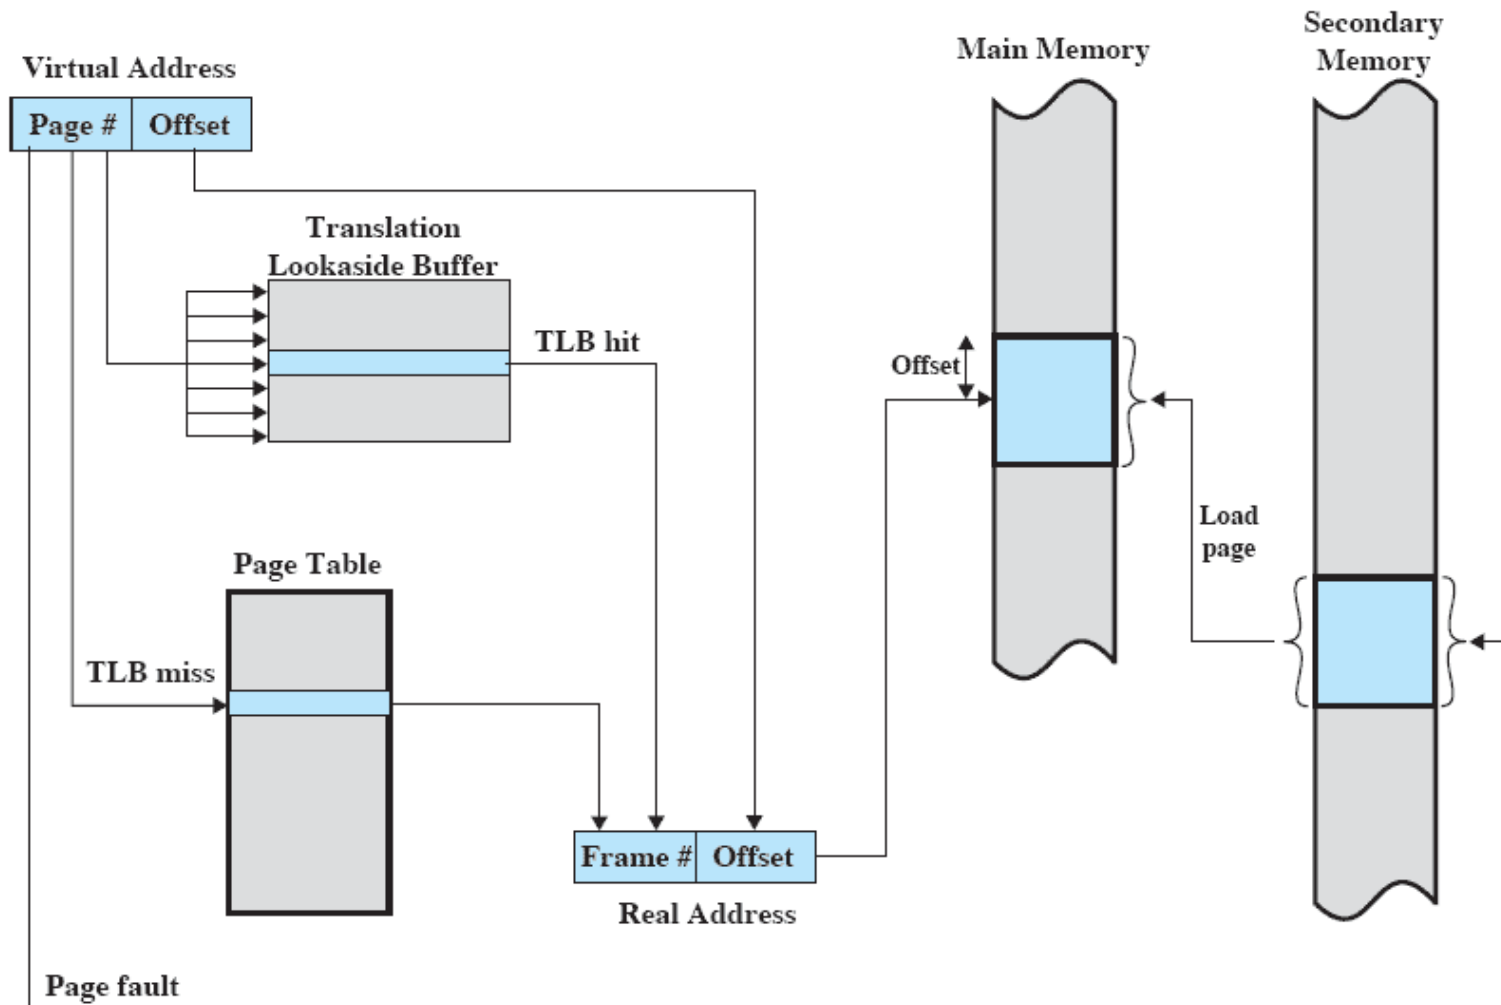 Secondary
Memory
Main Memory
Virtual Address
Page #
Offset
Translation
Lookaside Buffer
TLB hit
Offset
Load
page
Page Table
TLB miss
Frame #
Offset
Real Address
Page fault